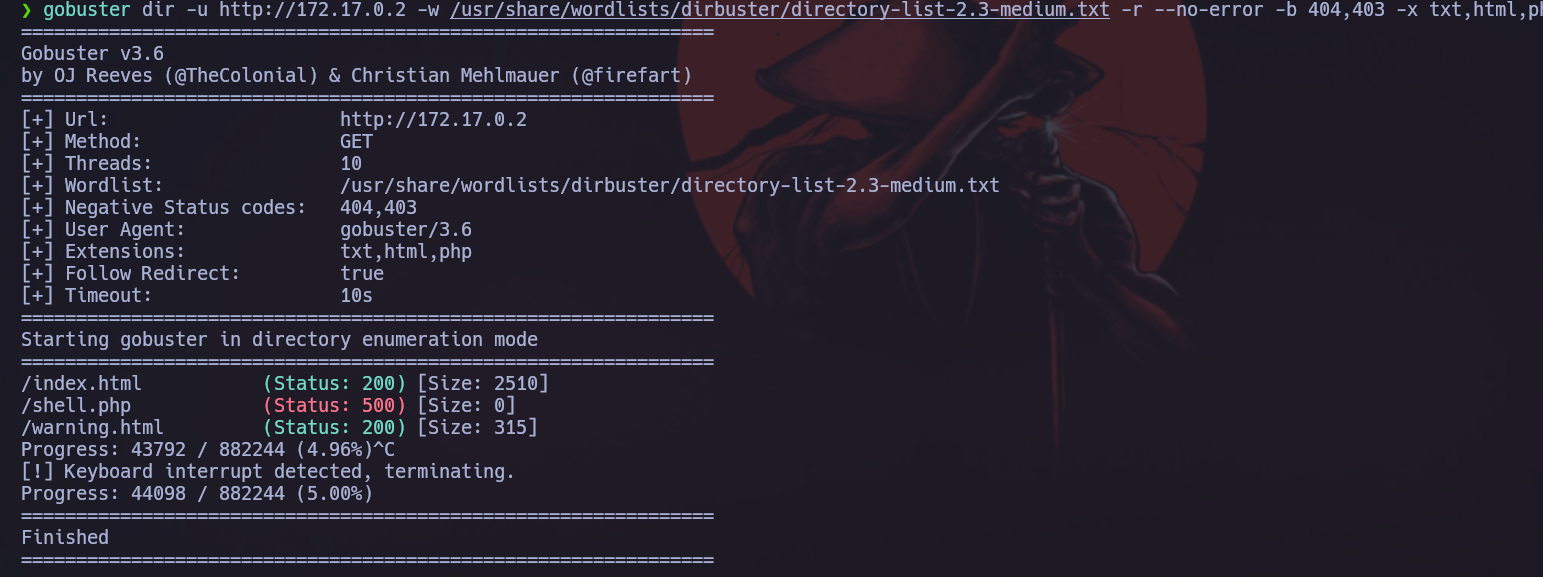 ❯ gobuster dir -u http://172.17.0.2 -w /usr/share/wordlists/dirbuster/directory-list-2.3-medium.txt -r --no-error -b 404,403 -x txt,html,ph
===============================================================
Gobuster v3.6
by OJ Reeves (@TheColonial) & Christian Mehlmauer (@firefart)
===============================================================
[+] Url:                     http://172.17.0.2
[+] Method:                  GET
[+] Threads:                 10
[+] Wordlist:                /usr/share/wordlists/dirbuster/directory-list-2.3-medium.txt
[+] Negative Status codes:   404,403
[+] User Agent:              gobuster/3.6
[+] Extensions:              txt,html,php
[+] Follow Redirect:         true
[+] Timeout:                 10s
===============================================================
Starting gobuster in directory enumeration mode
===============================================================
/index.html           (Status: 200) [Size: 2510]
/shell.php            (Status: 500) [Size: 0]
/warning.html         (Status: 200) [Size: 315]
Progress: 43792 / 882244 (4.96%)^C
[!] Keyboard interrupt detected, terminating.
Progress: 44098 / 882244 (5.00%)
===============================================================
Finished
===============================================================